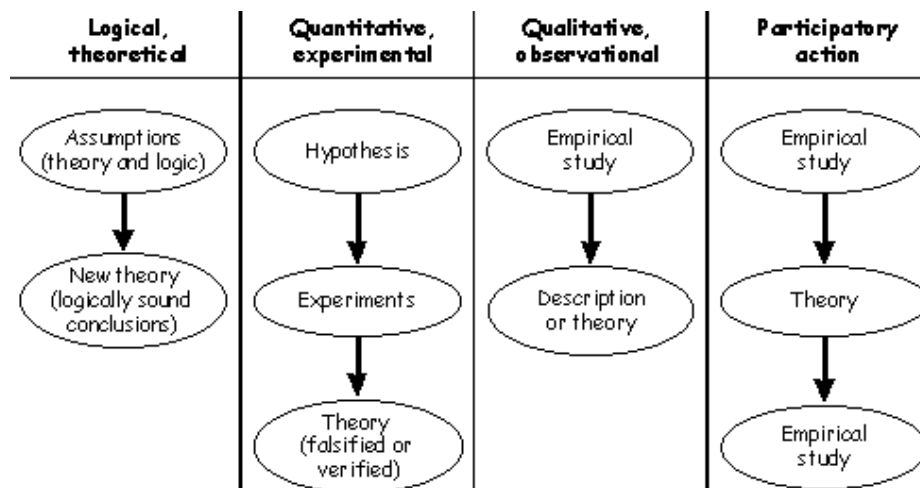 Logical,
theoretical
Quantitative,
experimental
Qualitative,
observational
Participatory
action
Assumptions
(theory and logic)
New theory
(logically sound
conclusions)
Hypothesis
Experiments
Theory
(falsified or
verified)
Empirical
study
Description
or theory
Empirical
study
Theory
Empirical
study